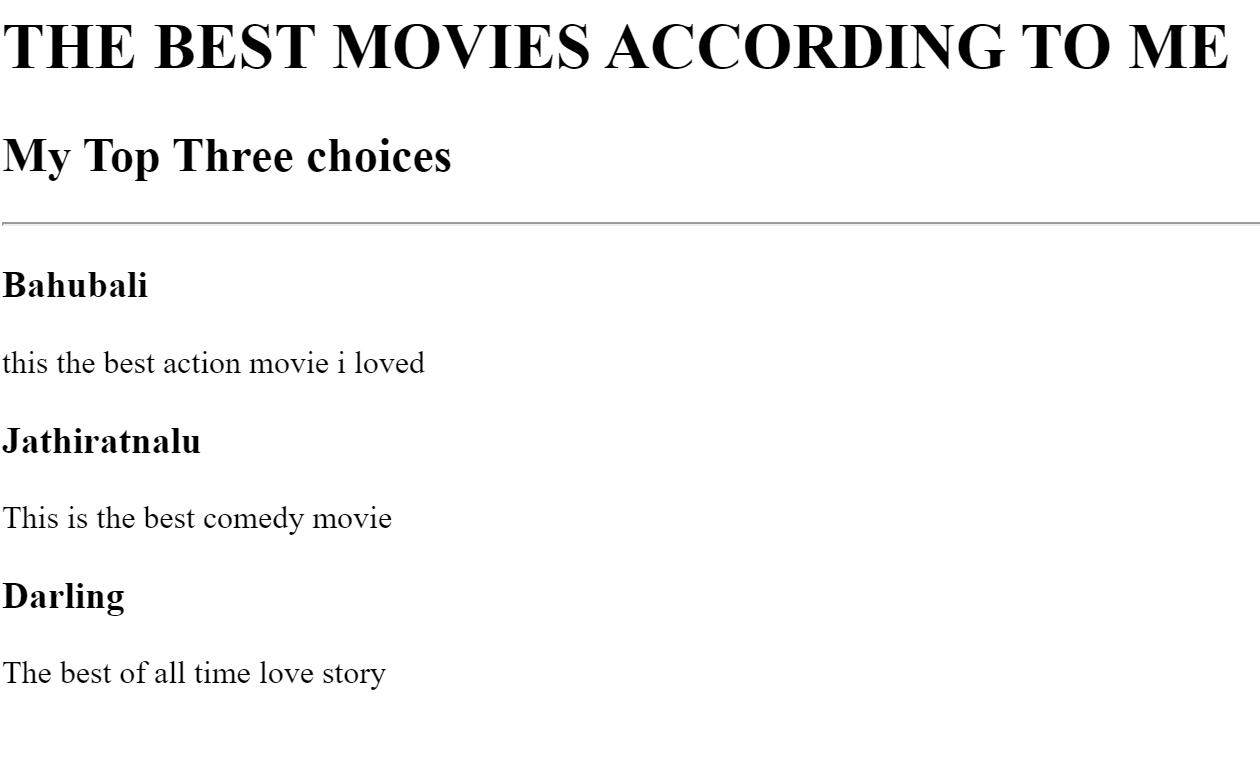 THE BEST MOVIES ACCORDING TO ME
My Top Three choices
Bahubali
this the best action movie i loved
Jathiratnalu
This is the best comedy movie
Darling
The best of all time love story